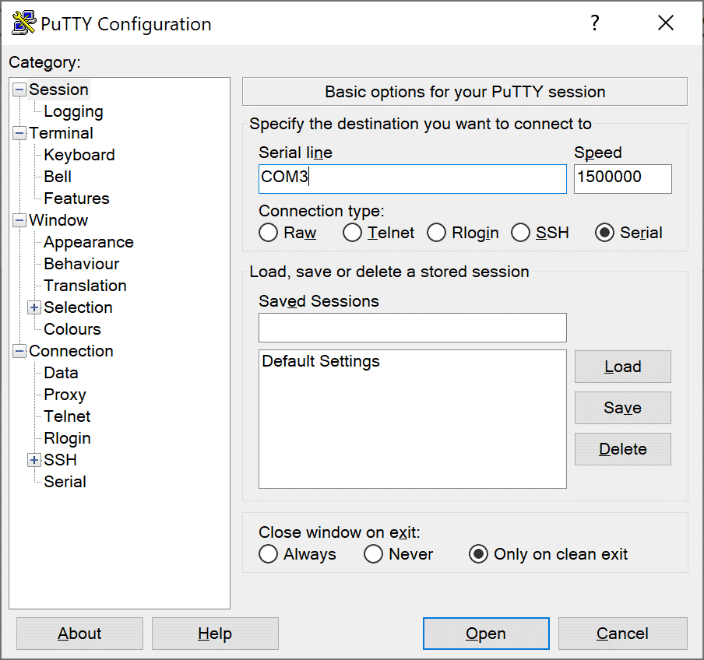 PuTTY Configuration ? ×
Category:
Session
Logging
Terminal
Keyboard
Bell
Features
Window
Appearance
Behaviour
Translation
Selection
Colours
Connection
Data
Proxy
Telnet
Rlogin
SSH
Serial
Basic options for your PuTTY session
Specify the destination you want to connect to
Serial line Speed
COM3 1500000
Connection type:
Raw Telnet Rlogin SSH Serial
Load, save or delete a stored session
Saved Sessions
Default Settings
Load
Save
Delete
Close window on exit:
Always Never Only on clean exit
About Help Open Cancel